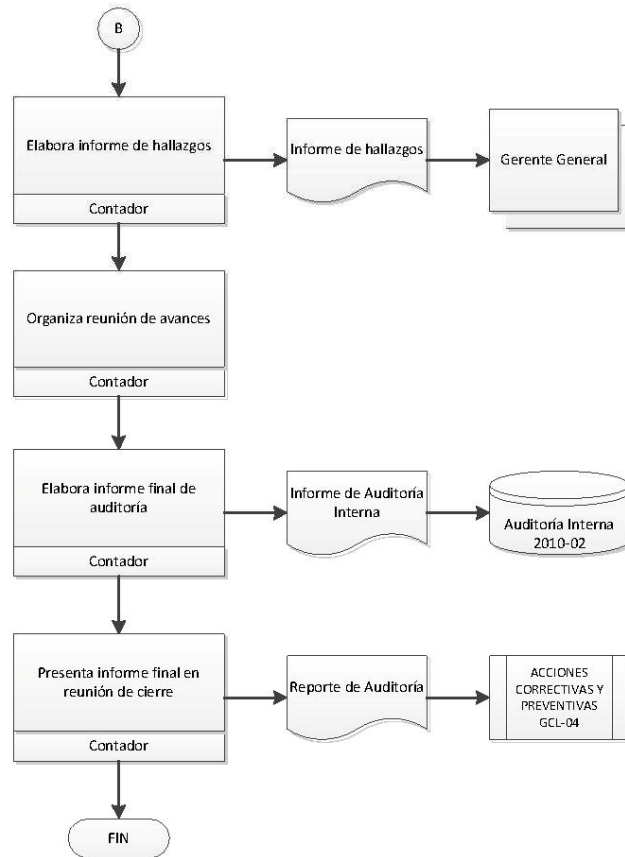 B
Elabora informe de hallazgos
Contador
Informe de hallazgos
Gerente General
Organiza reunión de avances
Contador
Elabora informe final de
auditoría
Contador
Informe de Auditoría
Interna
Auditoría Interna
2010-02
Presenta informe final en
reunión de cierre
Contador
Reporte de Auditoría
ACCIONES
CORRECTIVAS Y
PREVENTIVAS
GCL-04
FIN